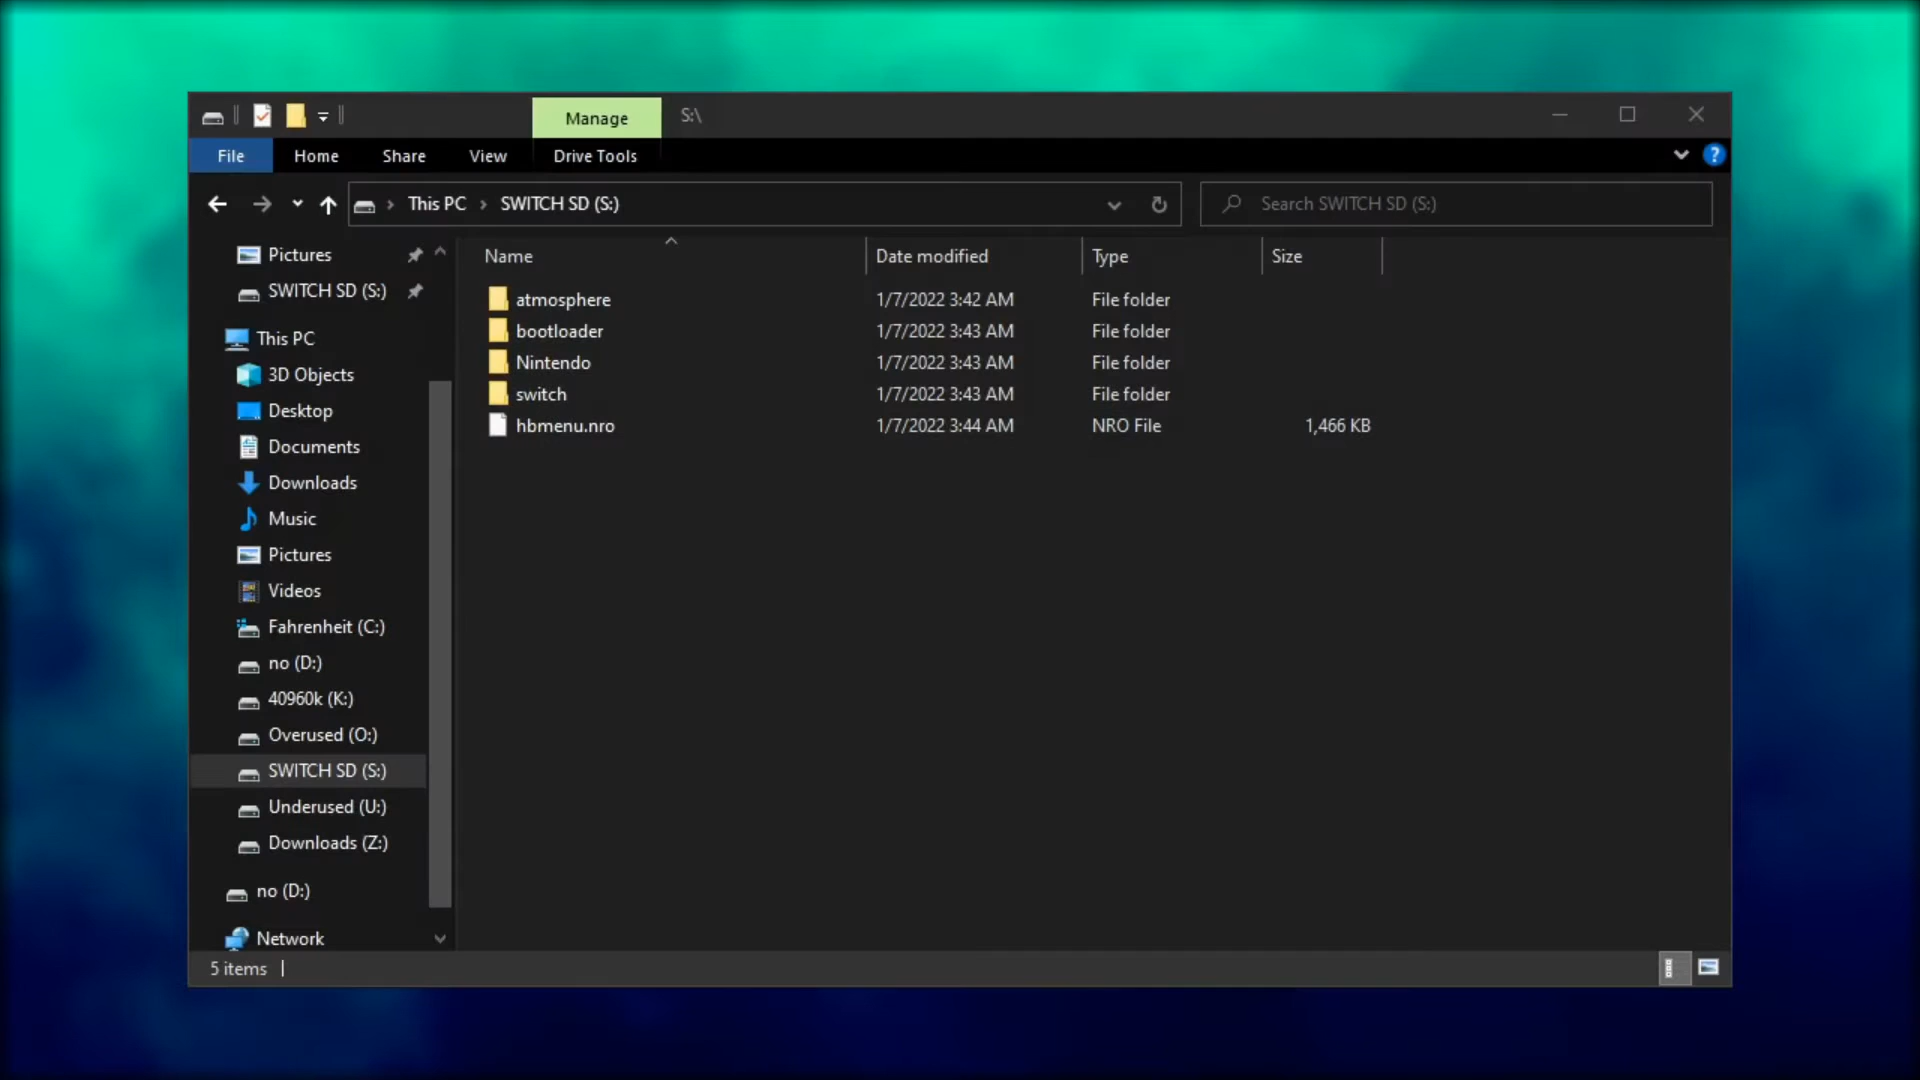 Manage S:\
File Home Share View Drive Tools
?
This PC SWITCH SD (S:) Search SWITCH SD (S:)
Pictures
SWITCH SD (S:)
This PC
3D Objects
Desktop
Documents
Downloads
Music
Pictures
Videos
Fahrenheit (C:)
no (D:)
40960k (K:)
Overused (O:)
SWITCH SD (S:)
Underused (U:)
Downloads (Z:)
no (D:)
Network
Name Date modified Type Size
atmosphere 1/7/2022 3:42 AM File folder
bootloader 1/7/2022 3:43 AM File folder
Nintendo 1/7/2022 3:43 AM File folder
switch 1/7/2022 3:43 AM File folder
hbmenu.nro 1/7/2022 3:44 AM NRO File 1,466 KB
5 items